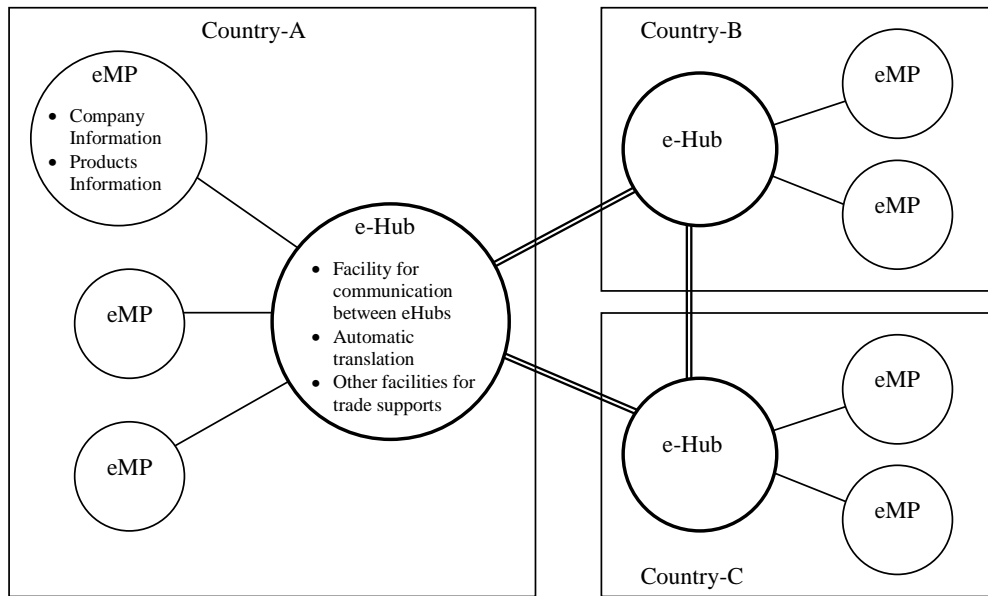 Country-A
eMP
• Company
Information
• Products
Information
eMP
eMP
e-Hub
• Facility for
communication
between eHubs
• Automatic
translation
• Other facilities for
trade supports
Country-B
e-Hub
eMP
eMP
e-Hub
eMP
eMP
Country-C